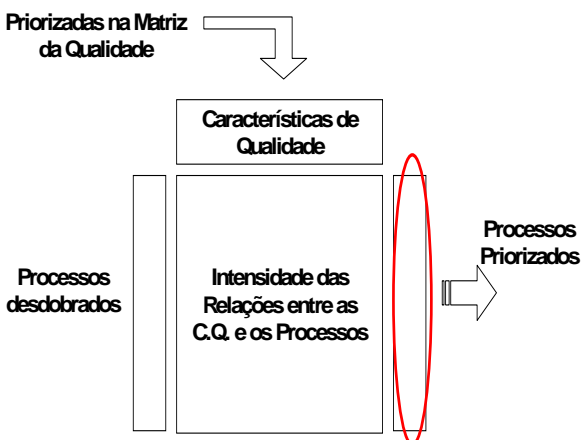 Priorizadas na Matriz
da Qualidade
Características de
Qualidade
Processos
desdobrados
Intensidade das
Relações entre as
C.Q. e os Processos
Processos
Priorizados